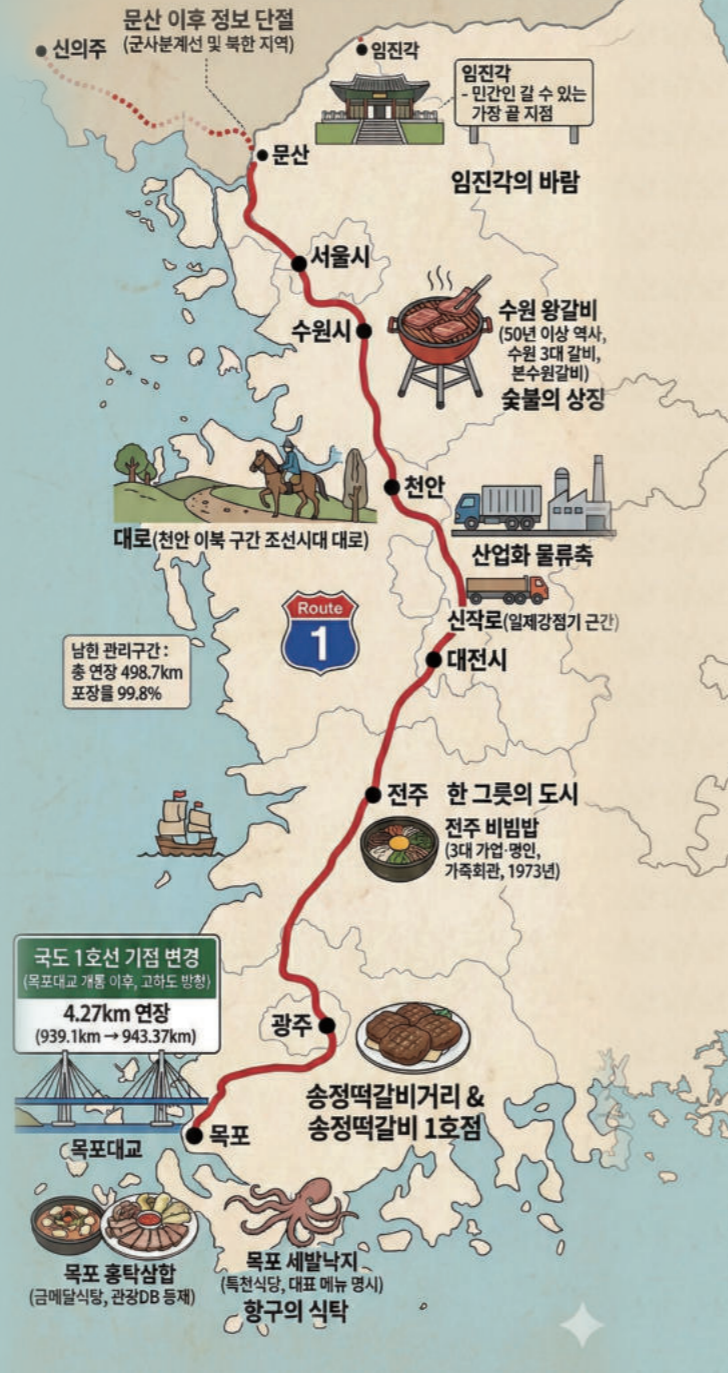 문산 이후 정보 단절
(군사분계선 및 북한 지역)
신의주
임진각
임진각
- 민간인 갈 수 있는
가장 끝 지점
문산
임진각의 바람
서울시
수원시
수원 왕갈비
(50년 이상 역사,
수원 3대 갈비,
본수원갈비)
숯불의 상징
천안
대로(천안 이북 구간 조선시대 대로)
산업화 물류축
Route
1
신작로(일제강점기 근간)
남한 관리구간 :
총 연장 498.7km
포장률 99.8%
대전시
전주
한 그릇의 도시
전주 비빔밥
(3대 가업·명인,
가족회관, 1973년)
국도 1호선 기점 변경
(목포대교 개통 이후, 고하도 방청)
4.27km 연장
(939.1km → 943.37km)
광주
송정떡갈비거리 &
송정떡갈비 1호점
목포대교
목포
목포 홍탁삼합
(금메달식탕, 관광DB 등재)
목포 세발낙지
(특천식당, 대표 메뉴 명시)
항구의 식탁